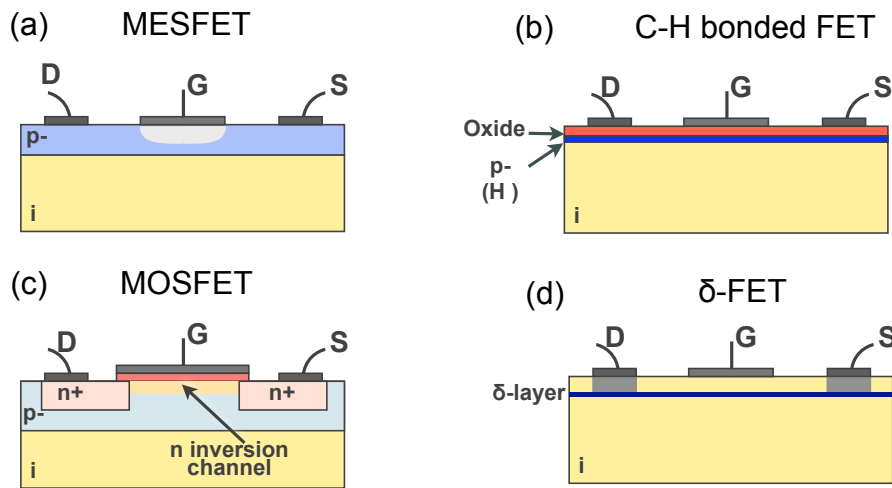 (a) MESFET
D G S
p-
i
(b) C-H bonded FET
D G S
Oxide
p-
(H )
i
(c) MOSFET
D G S
n+ n+
p-
n inversion
channel
i
(d) δ-FET
D G S
δ-layer
i